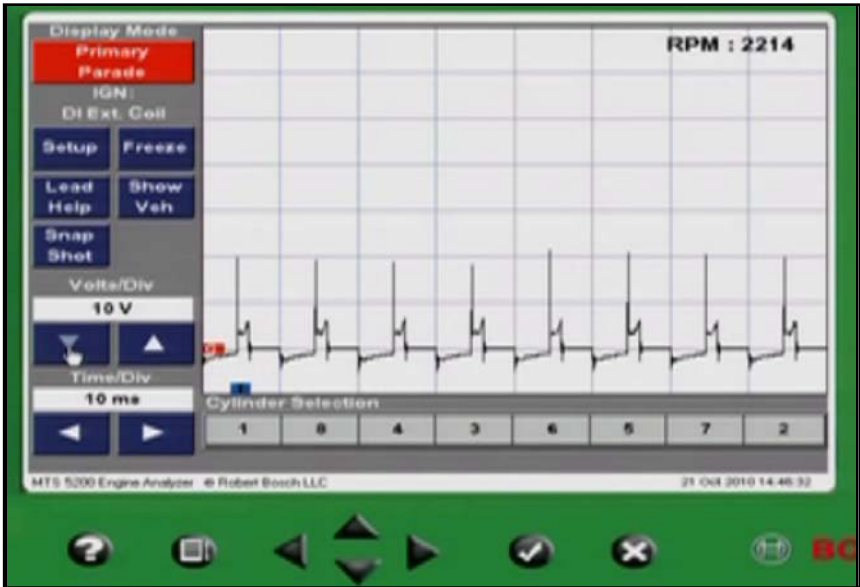 Display Mode
Primary
Parade
IGN:
DI Ext. Coil
Setup
Freeze
Lead
Help
Show
Veh
Snap
Shot
Volts/Div
10 V
Time/Div
10 ms
RPM : 2214
Cylinder Selection
1 8 4 3 6 5 7 2
MTS 5200 Engine Analyzer © Robert Bosch LLC
21 Oct 2010 14:46:32
?